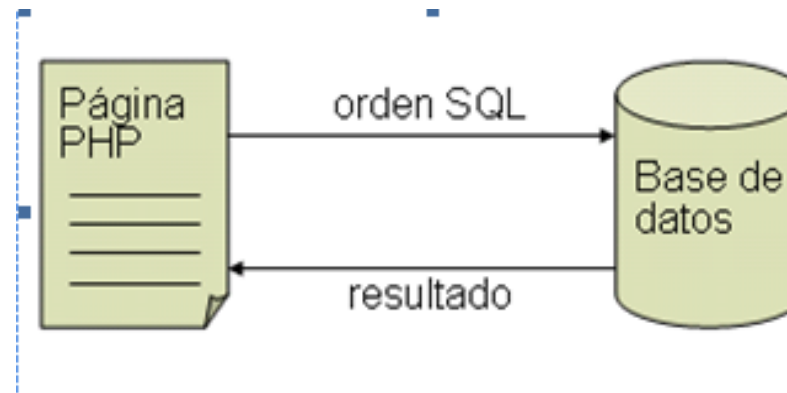 Página
PHP
orden SQL
Base de
datos
resultado